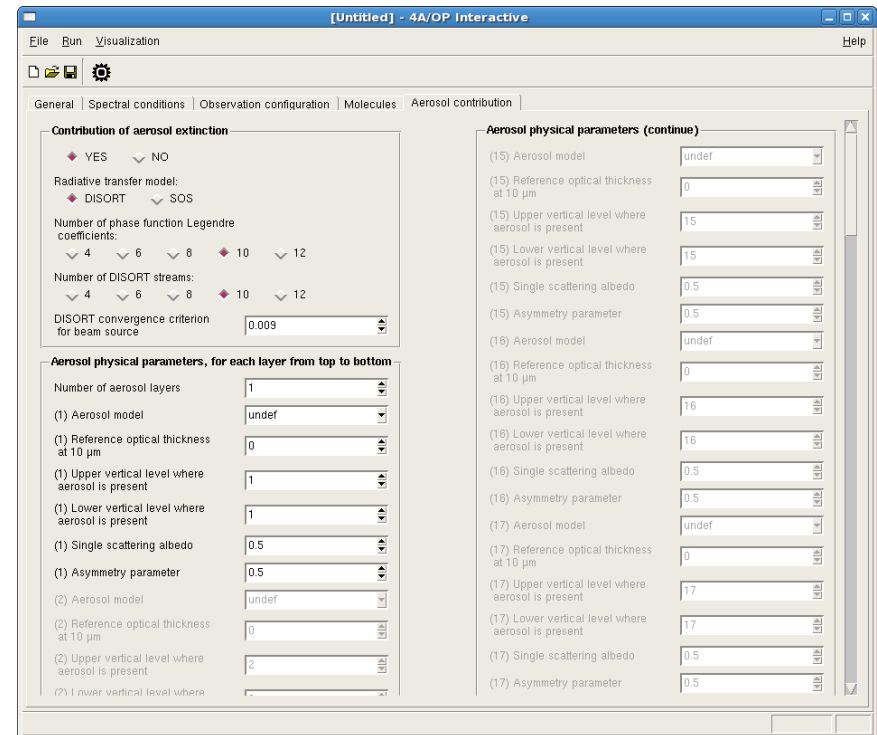 [Untitled] - 4A/OP Interactive
File Run Visualization Help
General Spectral conditions Observation configuration Molecules Aerosol contribution
Contribution of aerosol extinction
YES NO
Radiative transfer model:
DISORT SOS
Number of phase function Legendre
coefficients:
4 6 8 10 12
Number of DISORT streams:
4 6 8 10 12
DISORT convergence criterion
for beam source
0.009
Aerosol physical parameters, for each layer from top to bottom
Number of aerosol layers 1
(1) Aerosol model undef
(1) Reference optical thickness
at 10 µm
0
(1) Upper vertical level where
aerosol is present
1
(1) Lower vertical level where
aerosol is present
1
(1) Single scattering albedo 0.5
(1) Asymmetry parameter 0.5
(2) Aerosol model undef
(2) Reference optical thickness
at 10 µm
0
(2) Upper vertical level where
aerosol is present
2
(2) Lower vertical level where
Aerosol physical parameters (continue)
(15) Aerosol model undef
(15) Reference optical thickness
at 10 µm
0
(15) Upper vertical level where
aerosol is present
15
(15) Lower vertical level where
aerosol is present
15
(15) Single scattering albedo 0.5
(15) Asymmetry parameter 0.5
(16) Aerosol model undef
(16) Reference optical thickness
at 10 µm
0
(16) Upper vertical level where
aerosol is present
16
(16) Lower vertical level where
aerosol is present
16
(16) Single scattering albedo 0.5
(16) Asymmetry parameter 0.5
(17) Aerosol model undef
(17) Reference optical thickness
at 10 µm
0
(17) Upper vertical level where
aerosol is present
17
(17) Lower vertical level where
aerosol is present
17
(17) Single scattering albedo 0.5
(17) Asymmetry parameter 0.5